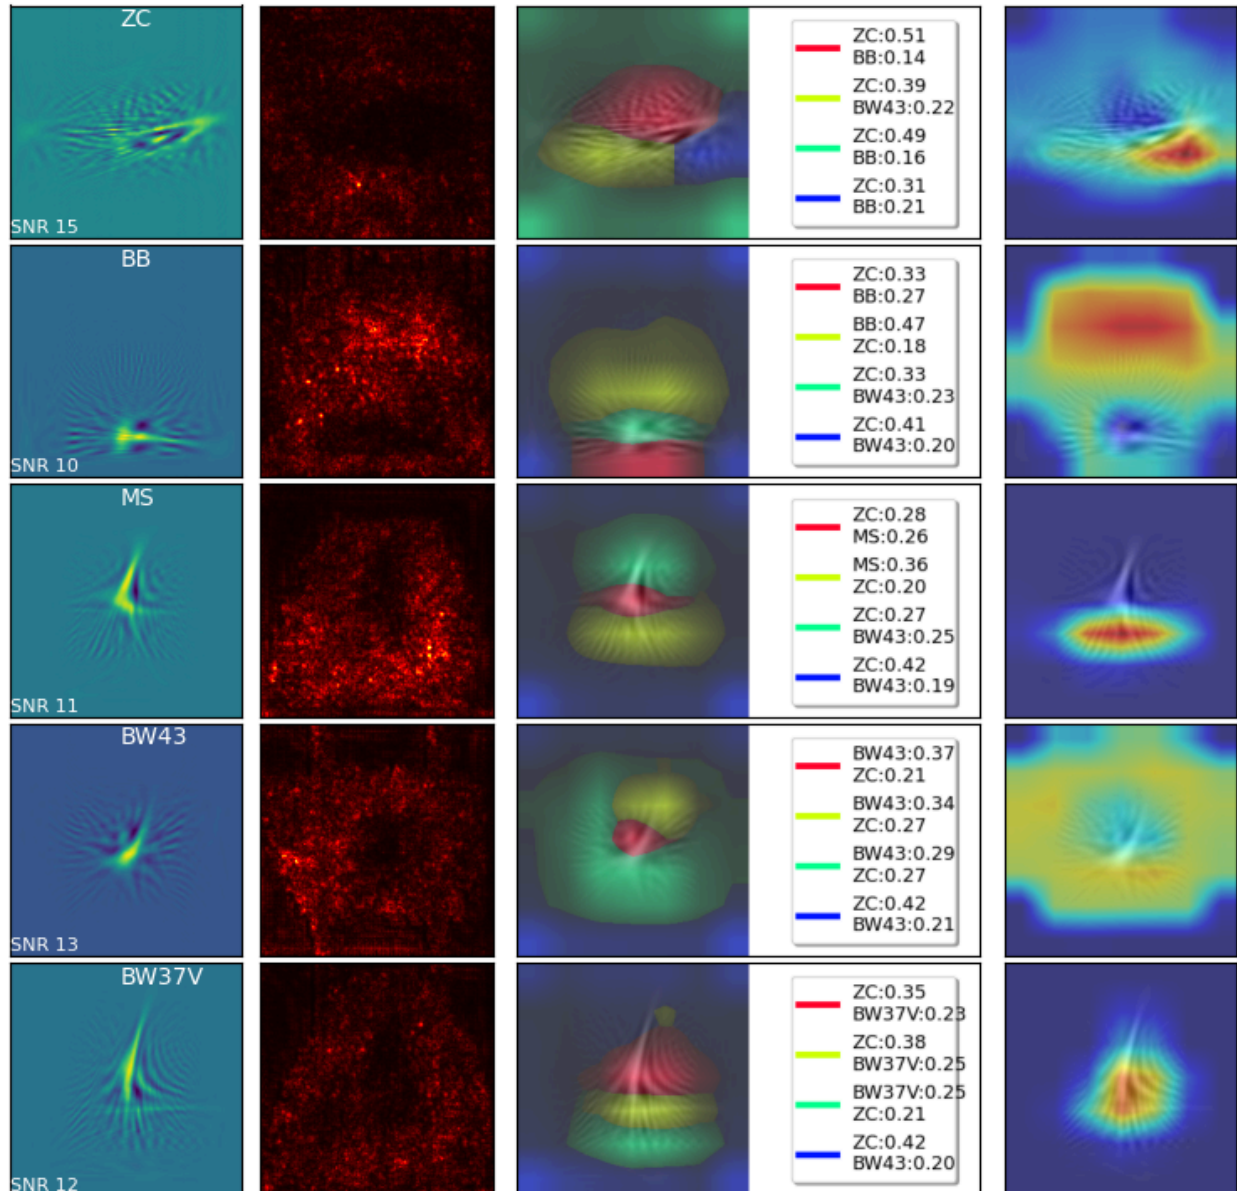 ZC
SNR 15
ZC:0.51
BB:0.14
ZC:0.39
BW43:0.22
ZC:0.49
BB:0.16
ZC:0.31
BB:0.21
BB
SNR 10
ZC:0.33
BB:0.27
BB:0.47
ZC:0.18
ZC:0.33
BW43:0.23
ZC:0.41
BW43:0.20
MS
SNR 11
ZC:0.28
MS:0.26
MS:0.36
ZC:0.20
ZC:0.27
BW43:0.25
ZC:0.42
BW43:0.19
BW43
SNR 13
BW43:0.37
ZC:0.21
BW43:0.34
ZC:0.27
BW43:0.29
ZC:0.27
ZC:0.42
BW43:0.21
BW37V
SNR 12
ZC:0.35
BW37V:0.23
ZC:0.38
BW37V:0.25
BW37V:0.25
ZC:0.21
ZC:0.42
BW43:0.20